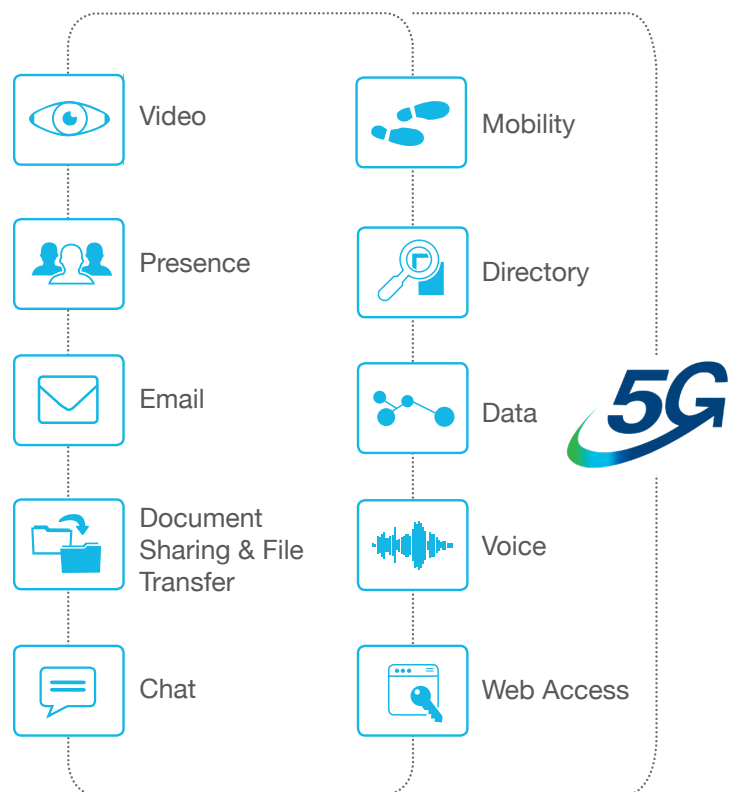 Video
Mobility
Presence
Directory
Email
Data
5G
Document
Sharing & File
Transfer
Voice
Chat
Web Access